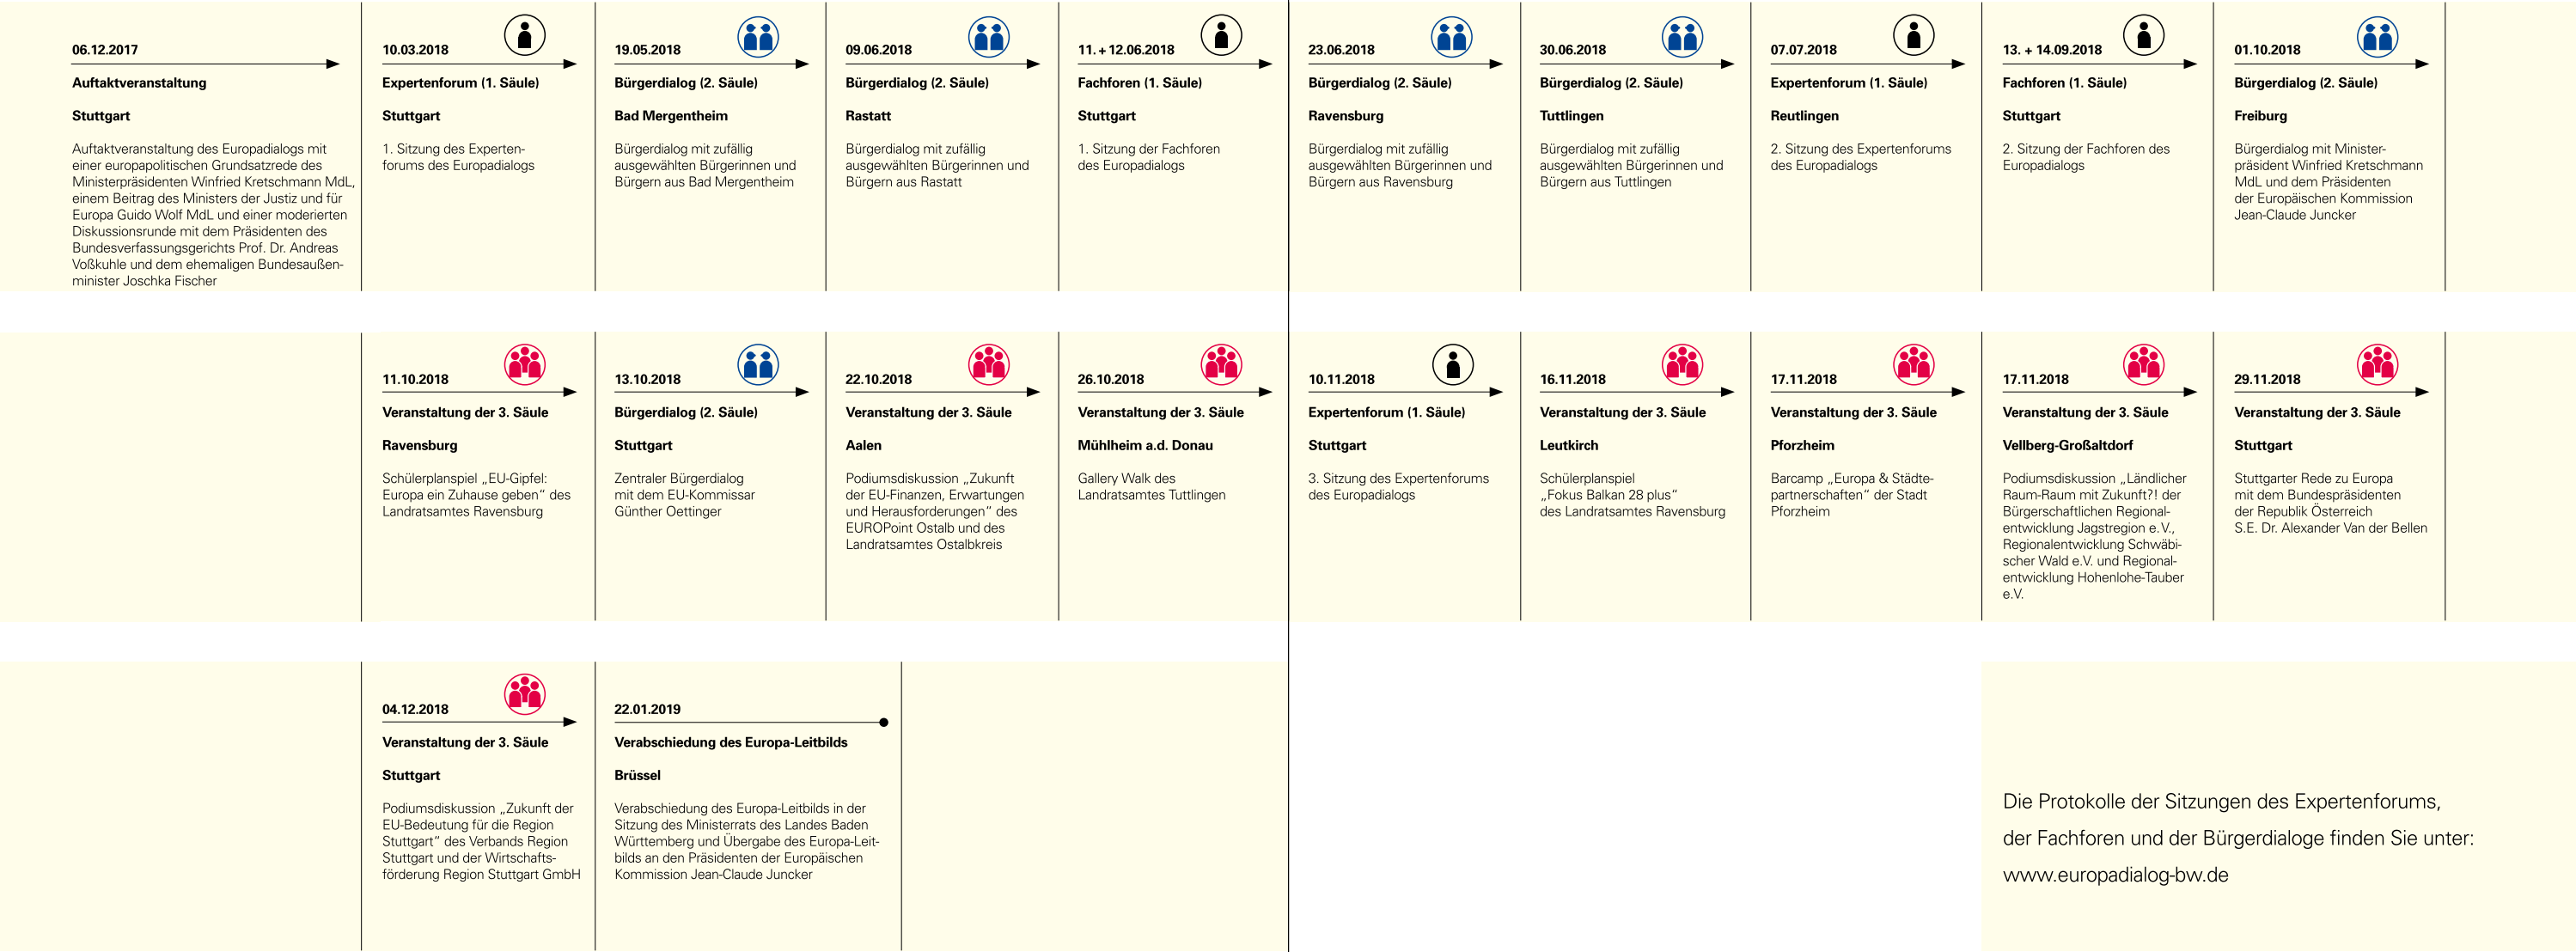 06.12.2017
Auftaktveranstaltung
Stuttgart
Auftaktveranstaltung des Europadialogs mit
einer europapolitischen Grundsatzrede des
Ministerpräsidenten Winfried Kretschmann MdL,
einem Beitrag des Ministers der Justiz und für
Europa Guido Wolf MdL und einer moderierten
Diskussionsrunde mit dem Präsidenten des
Bundesverfassungsgerichts Prof. Dr. Andreas
Voßkuhle und dem ehemaligen Bundesaußen-
minister Joschka Fischer
10.03.2018
Expertenforum (1. Säule)
Stuttgart
1. Sitzung des Experten-
forums des Europadialogs
19.05.2018
Bürgerdialog (2. Säule)
Bad Mergentheim
Bürgerdialog mit zufällig
ausgewählten Bürgerinnen und
Bürgern aus Bad Mergentheim
09.06.2018
Bürgerdialog (2. Säule)
Rastatt
Bürgerdialog mit zufällig
ausgewählten Bürgerinnen und
Bürgern aus Rastatt
11. + 12.06.2018
Fachforen (1. Säule)
Stuttgart
1. Sitzung der Fachforen
des Europadialogs
23.06.2018
Bürgerdialog (2. Säule)
Ravensburg
Bürgerdialog mit zufällig
ausgewählten Bürgerinnen und
Bürgern aus Ravensburg
30.06.2018
Bürgerdialog (2. Säule)
Tuttlingen
Bürgerdialog mit zufällig
ausgewählten Bürgerinnen und
Bürgern aus Tuttlingen
07.07.2018
Expertenforum (1. Säule)
Reutlingen
2. Sitzung des Expertenforums
des Europadialogs
13. + 14.09.2018
Fachforen (1. Säule)
Stuttgart
2. Sitzung der Fachforen des
Europadialogs
01.10.2018
Bürgerdialog (2. Säule)
Freiburg
Bürgerdialog mit Minister-
präsident Winfried Kretschmann
MdL und dem Präsidenten
der Europäischen Kommission
Jean-Claude Juncker
11.10.2018
Veranstaltung der 3. Säule
Ravensburg
Schülerplanspiel „EU-Gipfel:
Europa ein Zuhause geben“ des
Landratsamtes Ravensburg
13.10.2018
Bürgerdialog (2. Säule)
Stuttgart
Zentraler Bürgerdialog
mit dem EU-Kommissar
Günther Oettinger
22.10.2018
Veranstaltung der 3. Säule
Aalen
Podiumsdiskussion „Zukunft
der EU-Finanzen, Erwartungen
und Herausforderungen“ des
EUROPoint Ostalb und des
Landratsamtes Ostalbkreis
26.10.2018
Veranstaltung der 3. Säule
Mühlheim a.d. Donau
Gallery Walk des
Landratsamtes Tuttlingen
10.11.2018
Expertenforum (1. Säule)
Stuttgart
3. Sitzung des Expertenforums
des Europadialogs
16.11.2018
Veranstaltung der 3. Säule
Leutkirch
Schülerplanspiel
„Fokus Balkan 28 plus“
des Landratsamtes Ravensburg
17.11.2018
Veranstaltung der 3. Säule
Pforzheim
Barcamp „Europa & Städte-
partnerschaften“ der Stadt
Pforzheim
17.11.2018
Veranstaltung der 3. Säule
Vellberg-Großaltdorf
Podiumsdiskussion „Ländlicher
Raum-Raum mit Zukunft?! der
Bürgerschaftlichen Regional-
entwicklung Jagstregion e.V.,
Regionalentwicklung Schwäbi-
scher Wald e.V. und Regional-
entwicklung Hohenlohe-Tauber
e.V.
29.11.2018
Veranstaltung der 3. Säule
Stuttgart
Stuttgarter Rede zu Europa
mit dem Bundespräsidenten
der Republik Österreich
S.E. Dr. Alexander Van der Bellen
04.12.2018
Veranstaltung der 3. Säule
Stuttgart
Podiumsdiskussion „Zukunft der
EU-Bedeutung für die Region
Stuttgart“ des Verbands Region
Stuttgart und der Wirtschafts-
förderung Region Stuttgart GmbH
22.01.2019
Verabschiedung des Europa-Leitbilds
Brüssel
Verabschiedung des Europa-Leitbilds in der
Sitzung des Ministerrats des Landes Baden
Württemberg und Übergabe des Europa-Leit-
bilds an den Präsidenten der Europäischen
Kommission Jean-Claude Juncker
Die Protokolle der Sitzungen des Expertenforums,
der Fachforen und der Bürgerdialoge finden Sie unter:
www.europadialog-bw.de